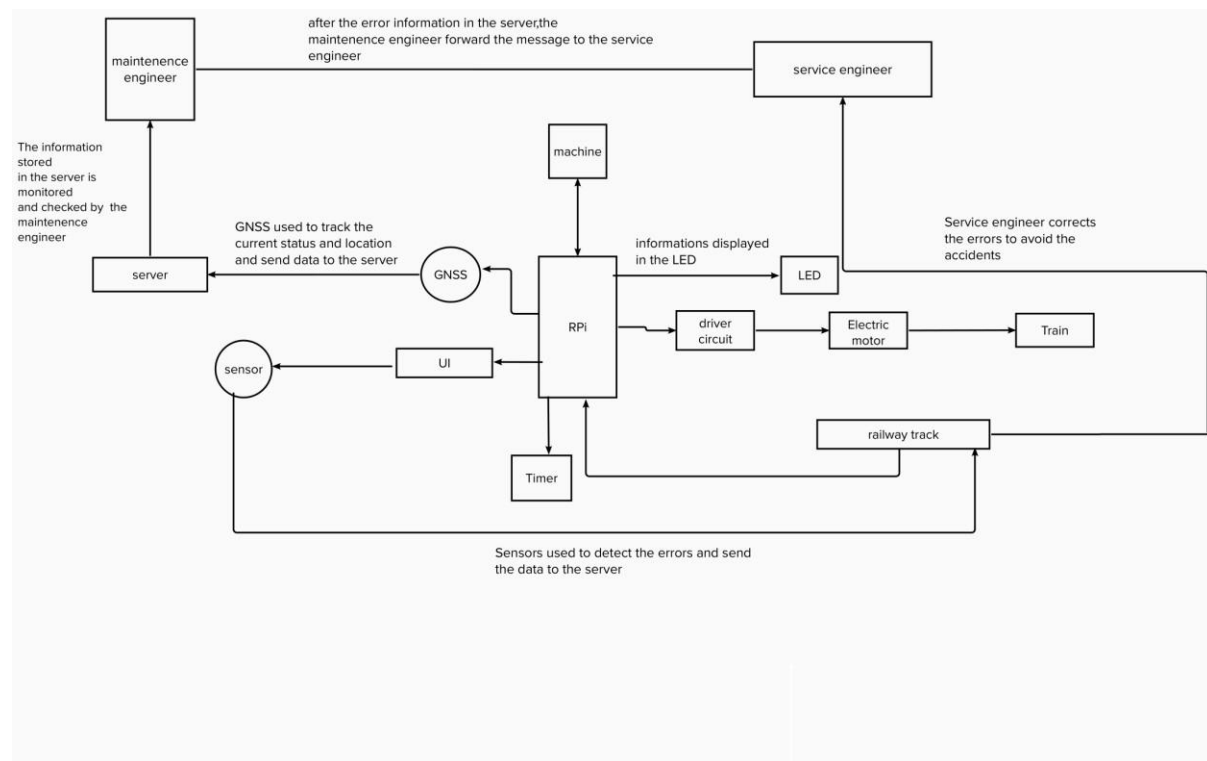 after the error information in the server,the
maintenence engineer forward the message to the service
engineer
maintenence
engineer
service engineer
machine
The information
stored
in the server is
monitored
and checked by  the
maintenence
engineer
GNSS used to track the
current status and location
and send data to the server
Service engineer corrects
the errors to avoid the
accidents
informations displayed
in the LED
server
GNSS
LED
RPi
driver
circuit
Electric
motor
Train
sensor
UI
railway track
Timer
Sensors used to detect the errors and send
the data to the server